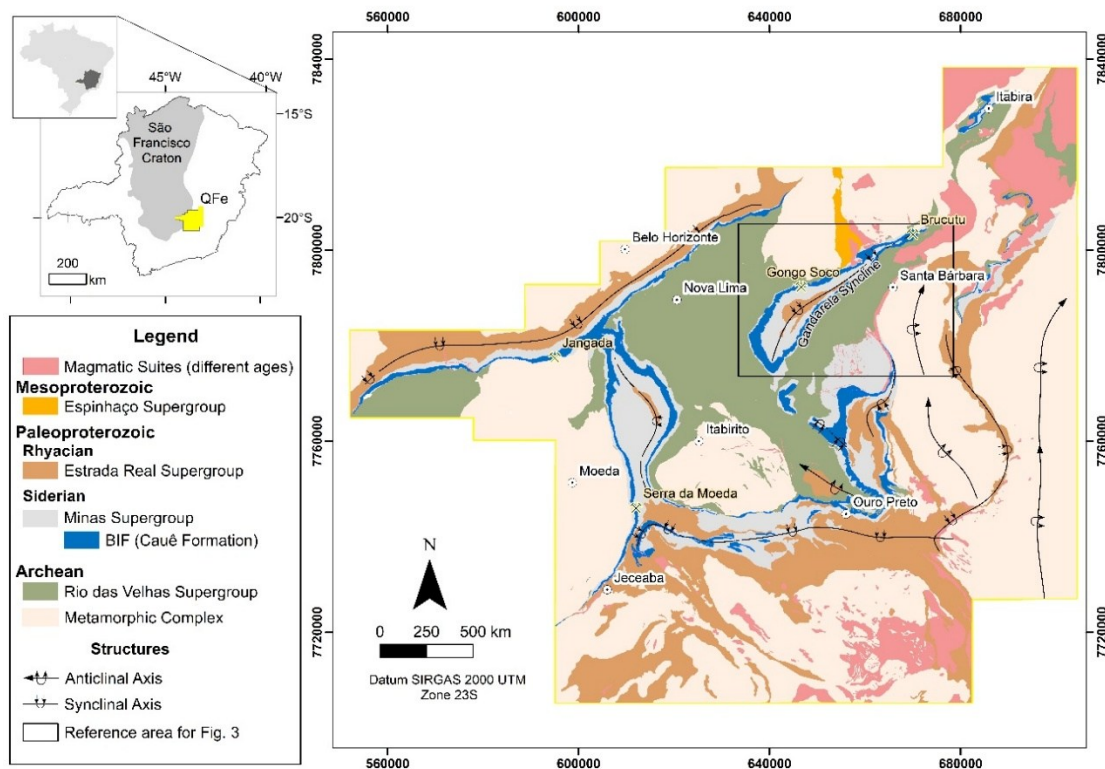 45°W
40°W
15°S
São
Francisco
Craton
QFe
20°S
200
km
Legend
Magmatic Suites (different ages)
Mesoproterozoic
Espinhaço Supergroup
Paleoproterozoic
Rhyacian
Estrada Real Supergroup
Siderian
Minas Supergroup
BIF (Cauê Formation)
Archean
Rio das Velhas Supergroup
Metamorphic Complex
Structures
Anticlinal Axis
Synclinal Axis
Reference area for Fig. 3
560000 600000 640000 680000
7840000 7840000
Itabira
Brucutu
Belo Horizonte
7800000 7800000
Gongo Soco
Santa Bárbara
Nova Lima
Gandarela Syncline
Jangada
7760000 7760000
Itabirito
Moeda
Serra da Moeda
Ouro Preto
N
Jeceaba
0 250 500 km
7720000 7720000
Datum SIRGAS 2000 UTM
Zone 23S
560000 600000 640000 680000